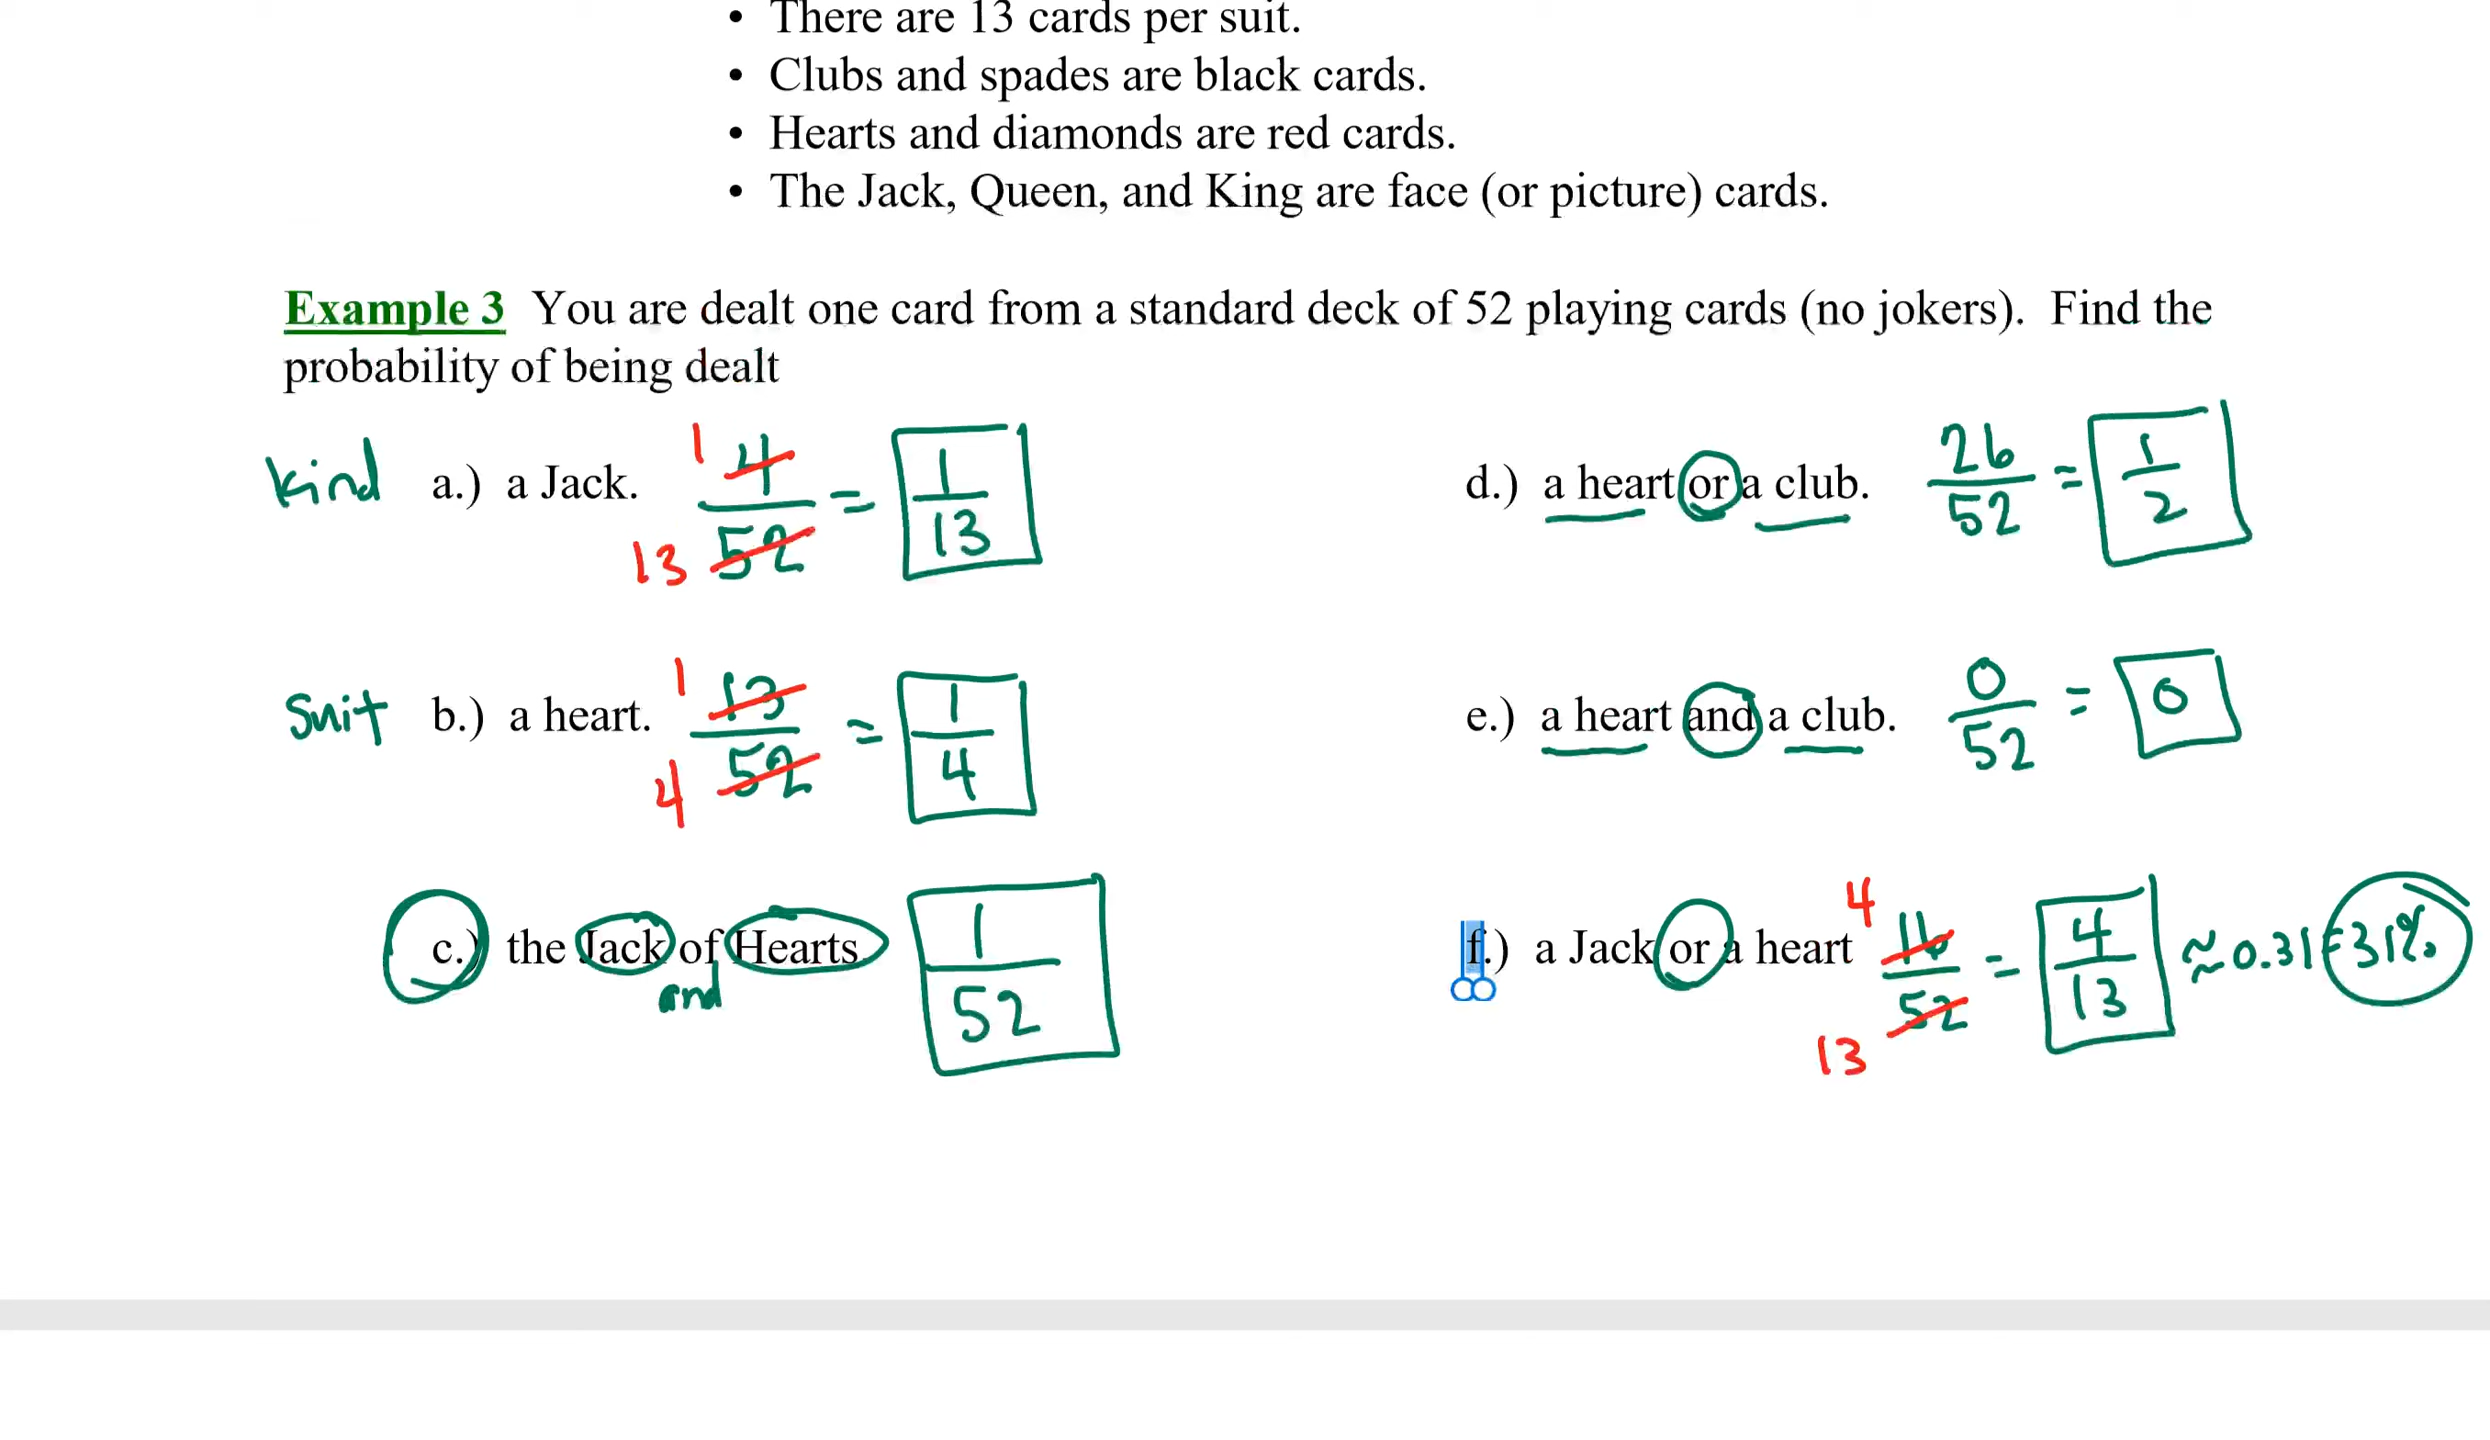 • There are 13 cards per suit.
• Clubs and spades are black cards.
• Hearts and diamonds are red cards.
• The Jack, Queen, and King are face (or picture) cards.
Example 3 You are dealt one card from a standard deck of 52 playing cards (no jokers). Find the
probability of being dealt
Kind a.) a Jack. 1 4/52 13 = 1/13
d.) a heart or a club. 26/52 = 1/2
Suit b.) a heart. 1 13/52 4 = 1/4
e.) a heart and a club. 0/52 = 0
c.) the Jack of Hearts 1/52
and
f.) a Jack or a heart 4 16/52 13 = 4/13 ≈ 0.31 = 31%